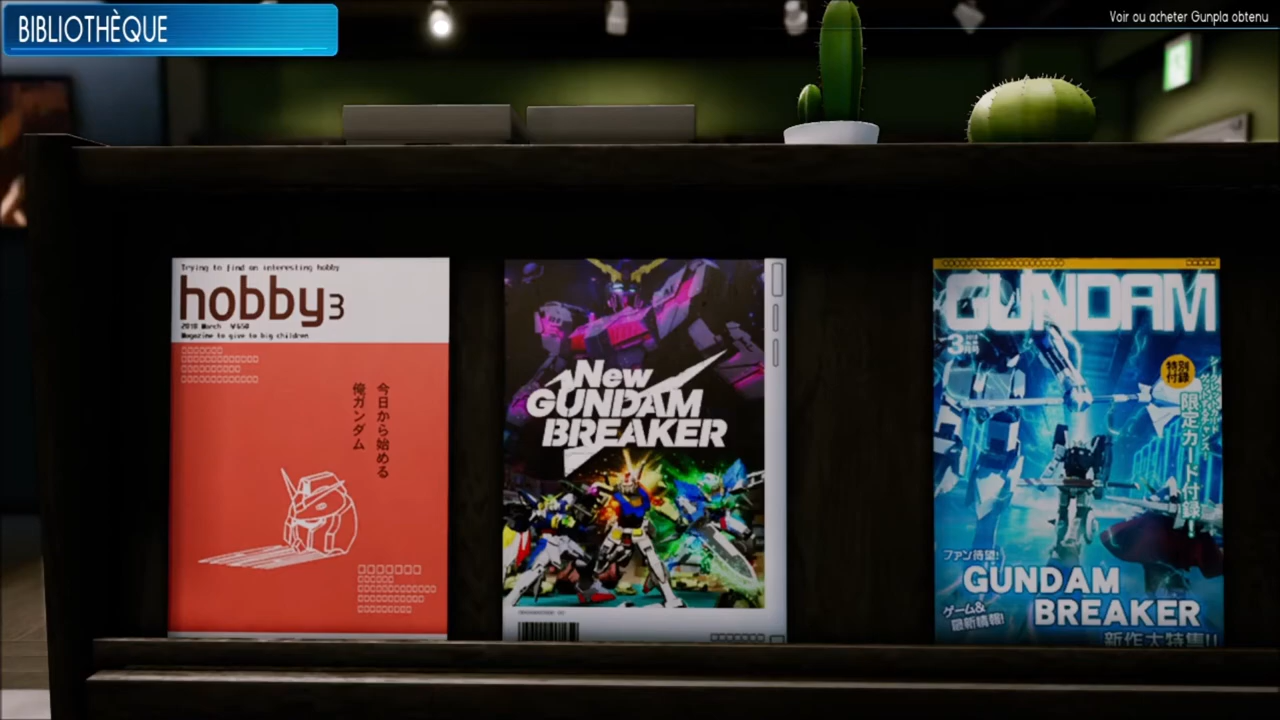 BIBLIOTHÈQUE
Voir ou acheter Gunpla obtenu
Trying to find an interesting hobby
hobby3
2018 March ¥650
Magazine to give to big children
今日から始める
俺ガンダム
New
GUNDAM
BREAKER
GUNDAM
3月号
特別
付録
限定カード付録!
ファン待望!
GUNDAM
BREAKER
ゲーム&
最新情報!
新作大特集!!